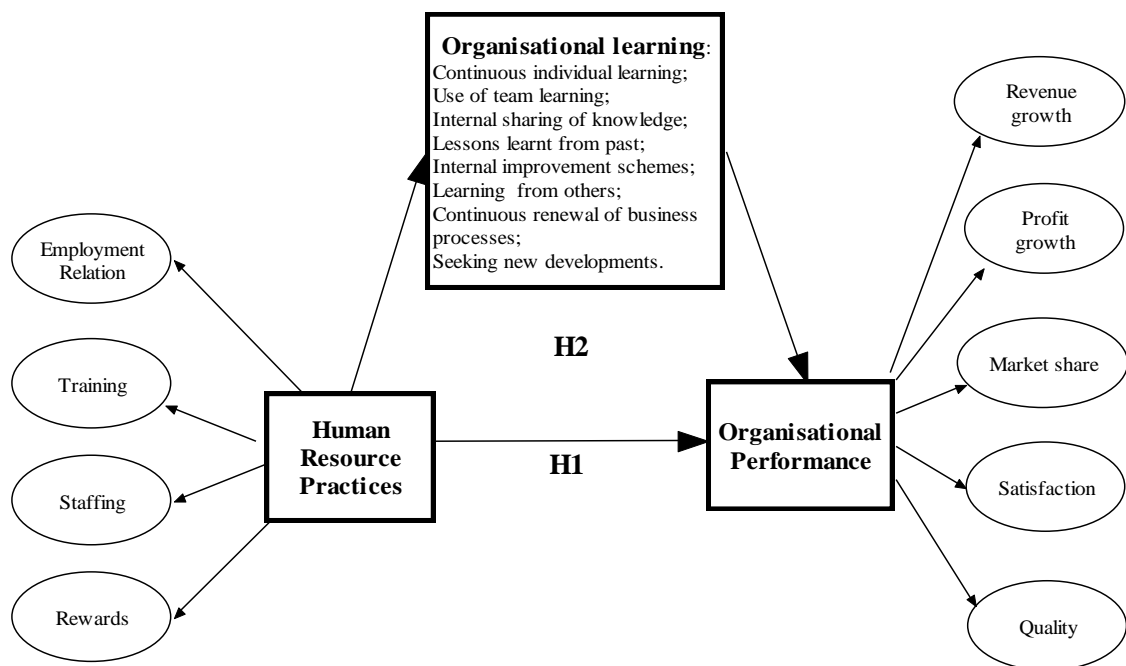 Organisational learning:
Continuous individual learning;
Use of team learning;
Internal sharing of knowledge;
Lessons learnt from past;
Internal improvement schemes;
Learning from others;
Continuous renewal of business
processes;
Seeking new developments.
Employment
Relation
Training
Staffing
Rewards
Human
Resource
Practices
H2
H1
Organisational
Performance
Revenue
growth
Profit
growth
Market share
Satisfaction
Quality